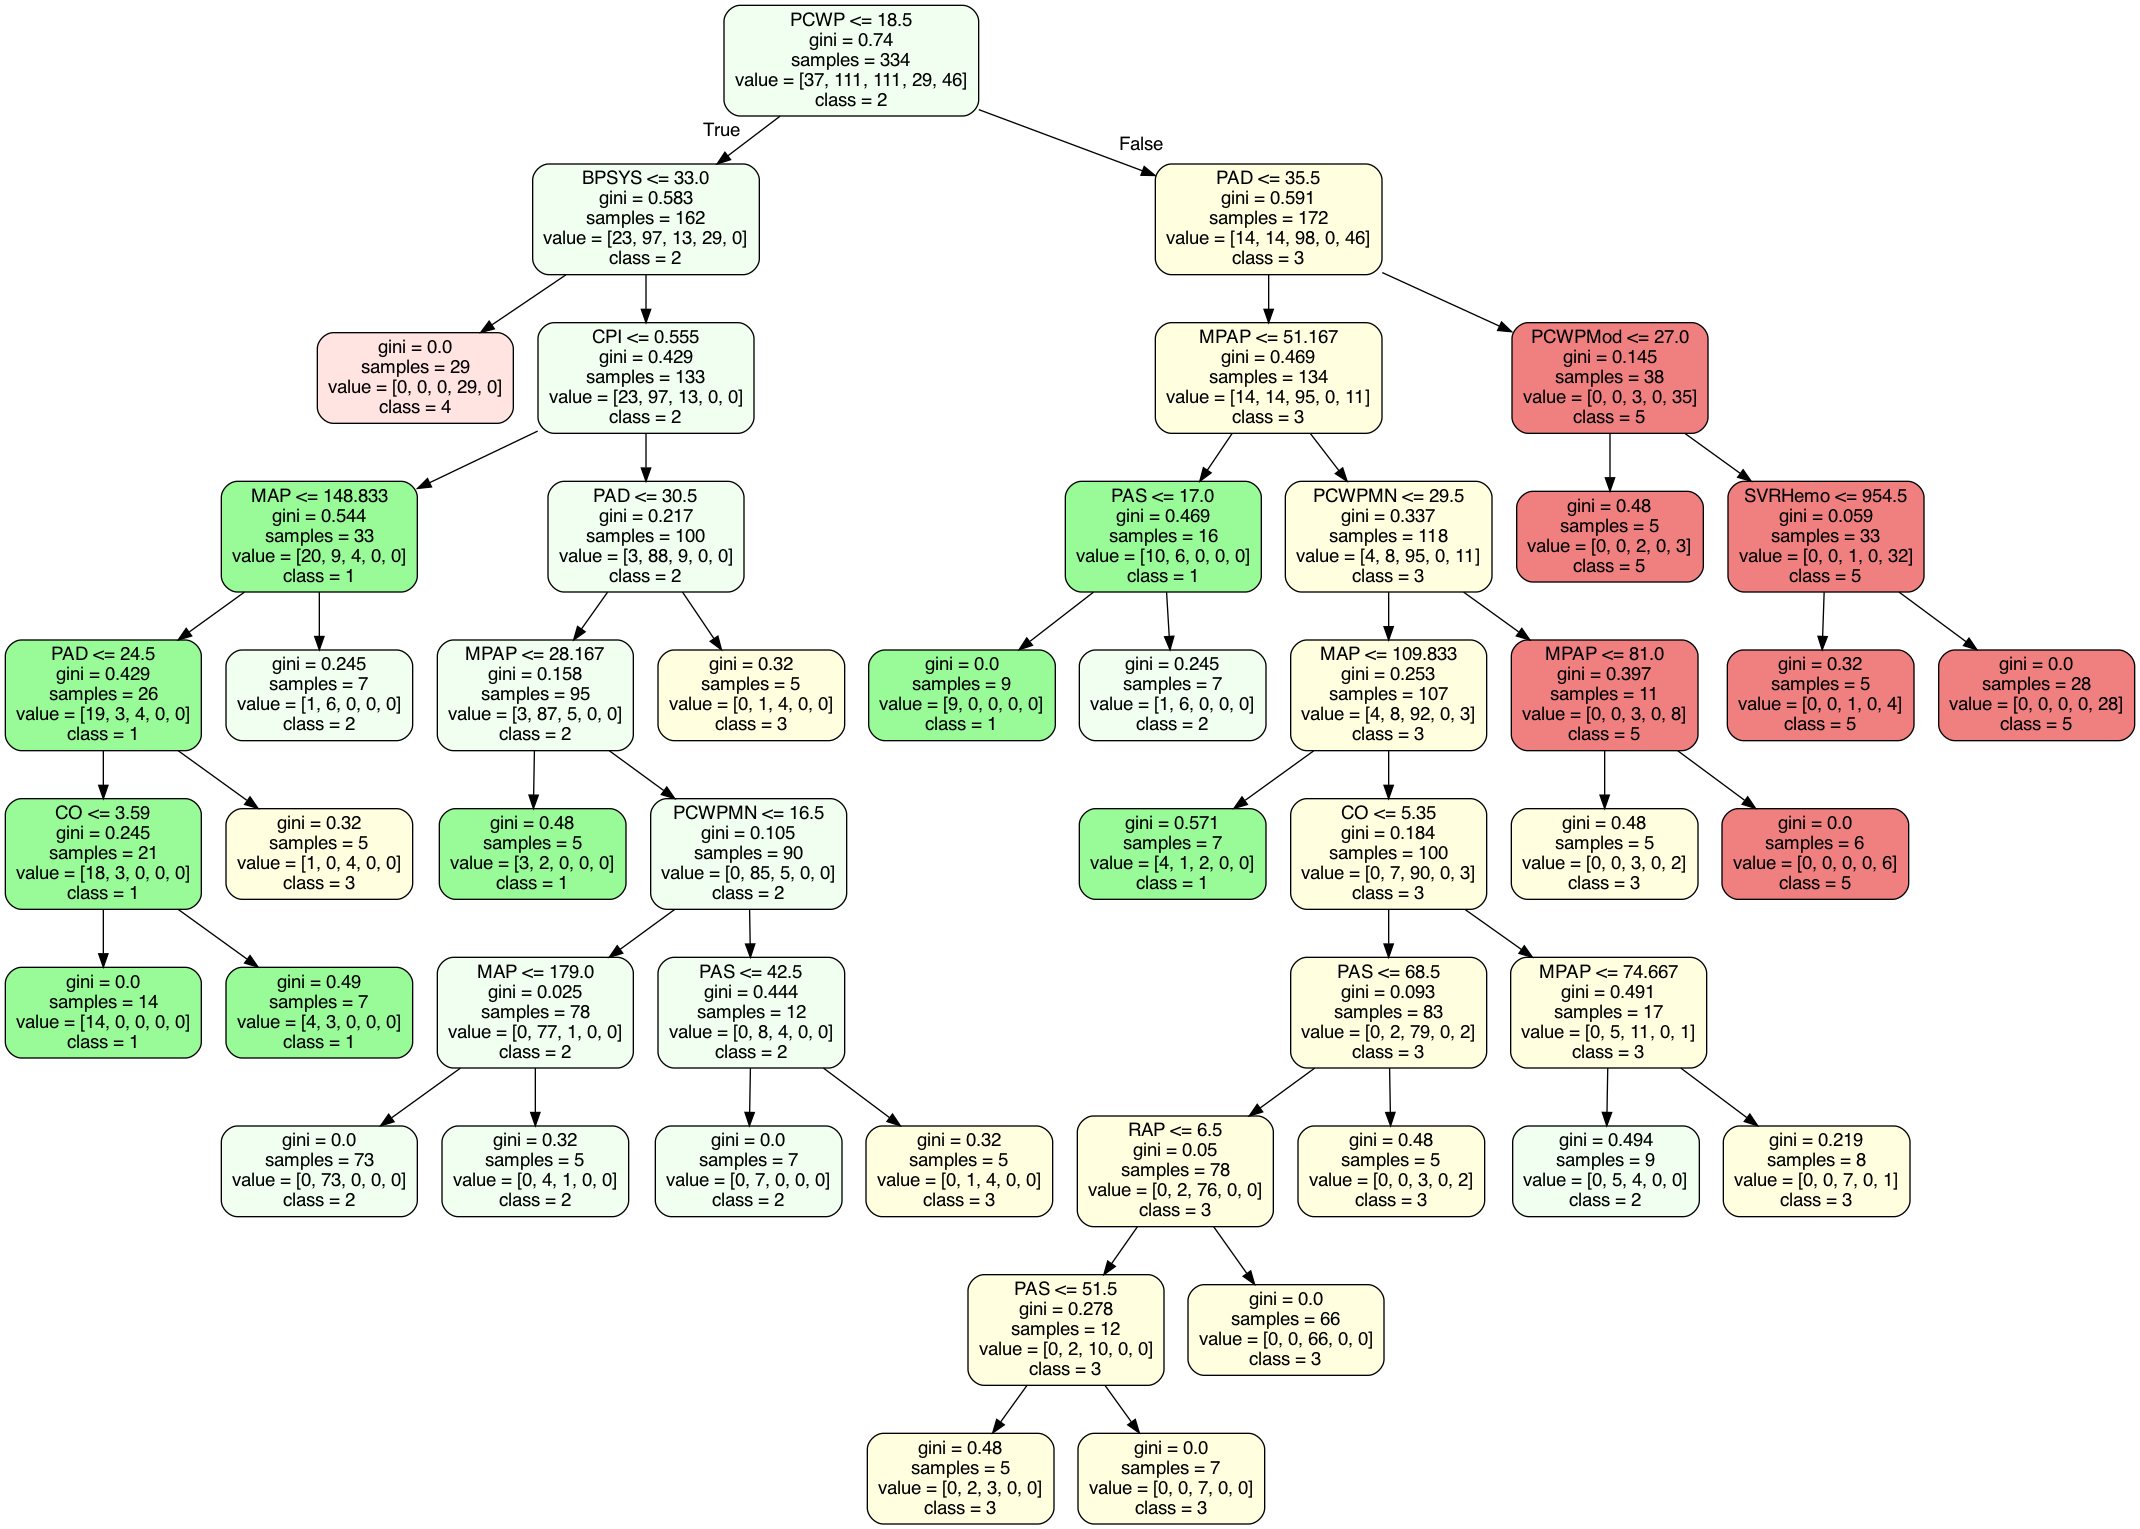 PCWP <= 18.5
gini = 0.74
samples = 334
value = [37, 111, 111, 29, 46]
class = 2
True
False
BPSYS <= 33.0
gini = 0.583
samples = 162
value = [23, 97, 13, 29, 0]
class = 2
PAD <= 35.5
gini = 0.591
samples = 172
value = [14, 14, 98, 0, 46]
class = 3
gini = 0.0
samples = 29
value = [0, 0, 0, 29, 0]
class = 4
CPI <= 0.555
gini = 0.429
samples = 133
value = [23, 97, 13, 0, 0]
class = 2
MPAP <= 51.167
gini = 0.469
samples = 134
value = [14, 14, 95, 0, 11]
class = 3
PCWPMod <= 27.0
gini = 0.145
samples = 38
value = [0, 0, 3, 0, 35]
class = 5
MAP <= 148.833
gini = 0.544
samples = 33
value = [20, 9, 4, 0, 0]
class = 1
PAD <= 30.5
gini = 0.217
samples = 100
value = [3, 88, 9, 0, 0]
class = 2
PAS <= 17.0
gini = 0.469
samples = 16
value = [10, 6, 0, 0, 0]
class = 1
PCWPMN <= 29.5
gini = 0.337
samples = 118
value = [4, 8, 95, 0, 11]
class = 3
gini = 0.48
samples = 5
value = [0, 0, 2, 0, 3]
class = 5
SVRHemo <= 954.5
gini = 0.059
samples = 33
value = [0, 0, 1, 0, 32]
class = 5
PAD <= 24.5
gini = 0.429
samples = 26
value = [19, 3, 4, 0, 0]
class = 1
gini = 0.245
samples = 7
value = [1, 6, 0, 0, 0]
class = 2
MPAP <= 28.167
gini = 0.158
samples = 95
value = [3, 87, 5, 0, 0]
class = 2
gini = 0.32
samples = 5
value = [0, 1, 4, 0, 0]
class = 3
gini = 0.0
samples = 9
value = [9, 0, 0, 0, 0]
class = 1
gini = 0.245
samples = 7
value = [1, 6, 0, 0, 0]
class = 2
MAP <= 109.833
gini = 0.253
samples = 107
value = [4, 8, 92, 0, 3]
class = 3
MPAP <= 81.0
gini = 0.397
samples = 11
value = [0, 0, 3, 0, 8]
class = 5
gini = 0.32
samples = 5
value = [0, 0, 1, 0, 4]
class = 5
gini = 0.0
samples = 28
value = [0, 0, 0, 0, 28]
class = 5
CO <= 3.59
gini = 0.245
samples = 21
value = [18, 3, 0, 0, 0]
class = 1
gini = 0.32
samples = 5
value = [1, 0, 4, 0, 0]
class = 3
gini = 0.48
samples = 5
value = [3, 2, 0, 0, 0]
class = 1
PCWPMN <= 16.5
gini = 0.105
samples = 90
value = [0, 85, 5, 0, 0]
class = 2
gini = 0.571
samples = 7
value = [4, 1, 2, 0, 0]
class = 1
CO <= 5.35
gini = 0.184
samples = 100
value = [0, 7, 90, 0, 3]
class = 3
gini = 0.48
samples = 5
value = [0, 0, 3, 0, 2]
class = 3
gini = 0.0
samples = 6
value = [0, 0, 0, 0, 6]
class = 5
gini = 0.0
samples = 14
value = [14, 0, 0, 0, 0]
class = 1
gini = 0.49
samples = 7
value = [4, 3, 0, 0, 0]
class = 1
MAP <= 179.0
gini = 0.025
samples = 78
value = [0, 77, 1, 0, 0]
class = 2
PAS <= 42.5
gini = 0.444
samples = 12
value = [0, 8, 4, 0, 0]
class = 2
PAS <= 68.5
gini = 0.093
samples = 83
value = [0, 2, 79, 0, 2]
class = 3
MPAP <= 74.667
gini = 0.491
samples = 17
value = [0, 5, 11, 0, 1]
class = 3
gini = 0.0
samples = 73
value = [0, 73, 0, 0, 0]
class = 2
gini = 0.32
samples = 5
value = [0, 4, 1, 0, 0]
class = 2
gini = 0.0
samples = 7
value = [0, 7, 0, 0, 0]
class = 2
gini = 0.32
samples = 5
value = [0, 1, 4, 0, 0]
class = 3
RAP <= 6.5
gini = 0.05
samples = 78
value = [0, 2, 76, 0, 0]
class = 3
gini = 0.48
samples = 5
value = [0, 0, 3, 0, 2]
class = 3
gini = 0.494
samples = 9
value = [0, 5, 4, 0, 0]
class = 2
gini = 0.219
samples = 8
value = [0, 0, 7, 0, 1]
class = 3
PAS <= 51.5
gini = 0.278
samples = 12
value = [0, 2, 10, 0, 0]
class = 3
gini = 0.0
samples = 66
value = [0, 0, 66, 0, 0]
class = 3
gini = 0.48
samples = 5
value = [0, 2, 3, 0, 0]
class = 3
gini = 0.0
samples = 7
value = [0, 0, 7, 0, 0]
class = 3